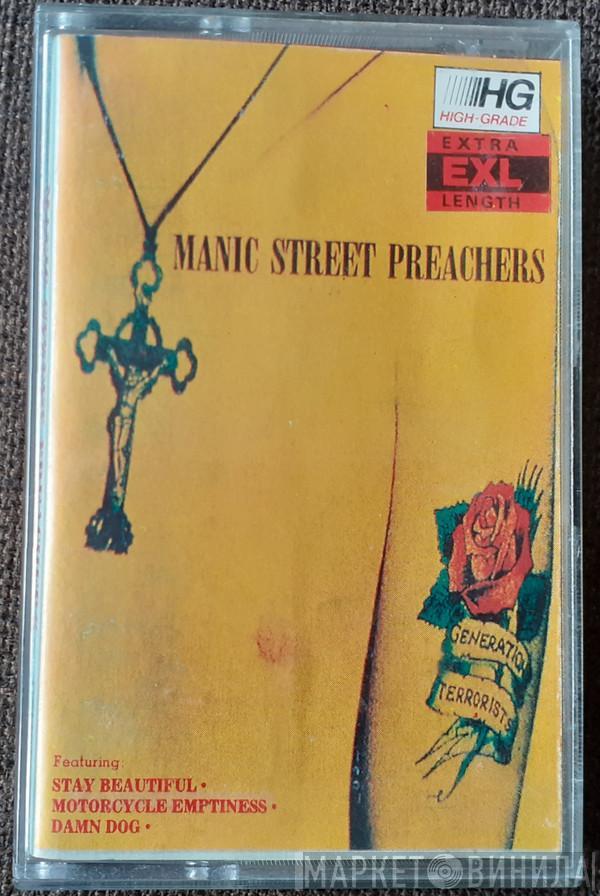 HG
HIGH-GRADE
EXTRA
EXL
LENGTH
MANIC STREET PREACHERS
GENERATION
TERRORISTS
Featuring:
STAY BEAUTIFUL •
MOTORCYCLE EMPTINESS •
DAMN DOG •
МАРКЕТ ВИНИЛА